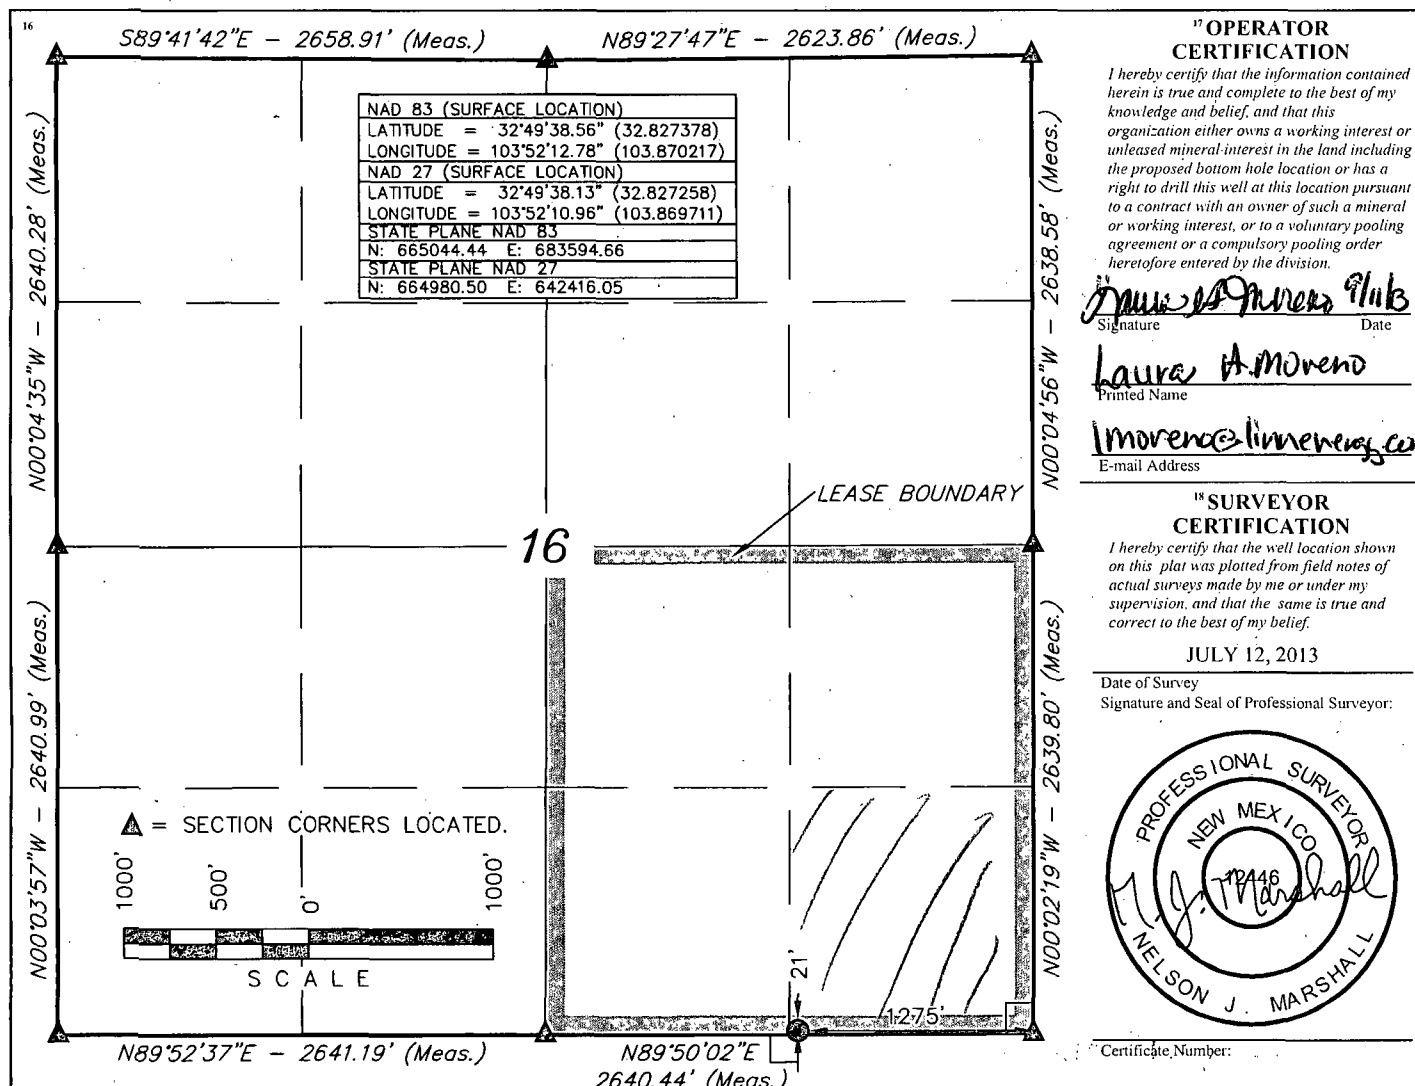 16
S89°41'42"E – 2658.91' (Meas.)
N89°27'47"E – 2623.86' (Meas.)
N00°04'35"W – 2640.28' (Meas.)
N00°03'57"W – 2640.99' (Meas.)
NAD 83 (SURFACE LOCATION)
LATITUDE = 32°49'38.56" (32.827378)
LONGITUDE = 103°52'12.78" (103.870217)
NAD 27 (SURFACE LOCATION)
LATITUDE = 32°49'38.13" (32.827258)
LONGITUDE = 103°52'10.96" (103.869711)
STATE PLANE NAD 83
N: 665044.44 E: 683594.66
STATE PLANE NAD 27
N: 664980.50 E: 642416.05
N00°04'56"W – 2638.58' (Meas.)
N00°02'19"W – 2639.80' (Meas.)
LEASE BOUNDARY
16
= SECTION CORNERS LOCATED.
1000' 500' 0' 1000'
SCALE
21'
1275'
N89°52'37"E – 2641.19' (Meas.)
N89°50'02"E
2640.44' (Meas.)
17 OPERATOR
CERTIFICATION
I hereby certify that the information contained
herein is true and complete to the best of my
knowledge and belief, and that this
organization either owns a working interest or
unleased mineral interest in the land including
the proposed bottom hole location or has a
right to drill this well at this location pursuant
to a contract with an owner of such a mineral
or working interest, or to a voluntary pooling
agreement or a compulsory pooling order
heretofore entered by the division.
Signature Date
Laura A. Moreno
Printed Name
lmoreno@linnenergy.co
E-mail Address
18 SURVEYOR
CERTIFICATION
I hereby certify that the well location shown
on this plat was plotted from field notes of
actual surveys made by me or under my
supervision, and that the same is true and
correct to the best of my belief.
JULY 12, 2013
Date of Survey
Signature and Seal of Professional Surveyor:
PROFESSIONAL SURVEYOR
NEW MEXICO
12446
N. J. Marshall
NELSON J. MARSHALL
Certificate Number: